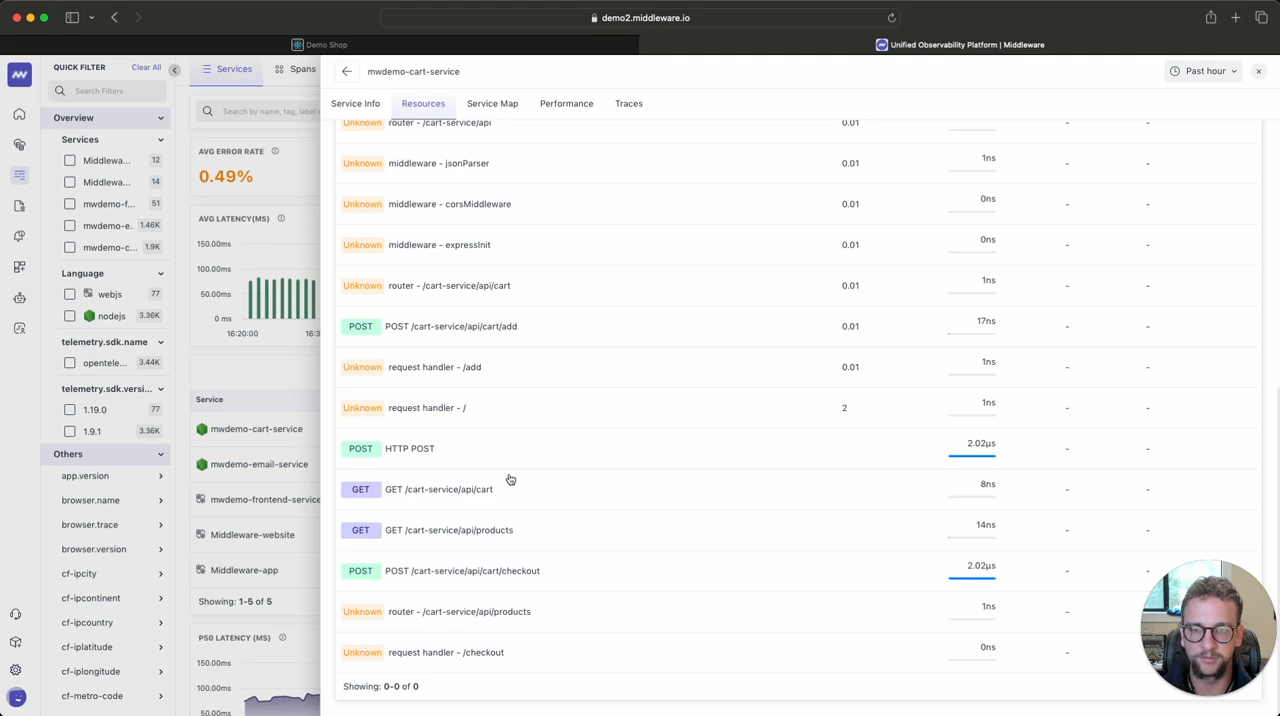 demo2.middleware.io
Demo Shop
Unified Observability Platform | Middleware
QUICK FILTER
Clear All
Search Filters
Overview
Services
Middlewa... 12
Middlewa... 14
mwdemo-f... 51
mwdemo-e.. 1.46K
mwdemo-c... 1.9K
Language
webjs 77
nodejs 3.36K
telemetry.sdk.name
opentele... 3.44K
telemetry.sdk.versi...
1.19.0 77
1.9.1 3.36K
Others
app.version
browser.name
browser.trace
browser.version
cf-ipcity
cf-ipcontinent
cf-ipcountry
cf-iplatitude
cf-iplongitude
cf-metro-code
Services
Spans
Search by name, tag, label
AVG ERROR RATE
0.49%
AVG LATENCY(MS)
150.00ms
100.00ms
50.00ms
0 ms
16:20:00
16:30
Service
mwdemo-cart-service
mwdemo-email-service
mwdemo-frontend-service
Middleware-website
Middleware-app
Showing: 1-5 of 5
P50 LATENCY (MS)
150.00ms
100.00ms
50.00ms
mwdemo-cart-service
Past hour
Service Info Resources Service Map Performance Traces
Unknown router - /cart-service/api 0.01
Unknown middleware - jsonParser 0.01 1ns - -
Unknown middleware - corsMiddleware 0.01 0ns - -
Unknown middleware - expressInit 0.01 0ns - -
Unknown router - /cart-service/api/cart 0.01 1ns - -
POST POST /cart-service/api/cart/add 0.01 17ns - -
Unknown request handler - /add 0.01 1ns - -
Unknown request handler - / 2 1ns - -
POST HTTP POST 2.02µs - -
GET GET /cart-service/api/cart 8ns - -
GET GET /cart-service/api/products 14ns - -
POST POST /cart-service/api/cart/checkout 2.02µs - -
Unknown router - /cart-service/api/products 1ns -
Unknown request handler - /checkout 0ns -
Showing: 0-0 of 0